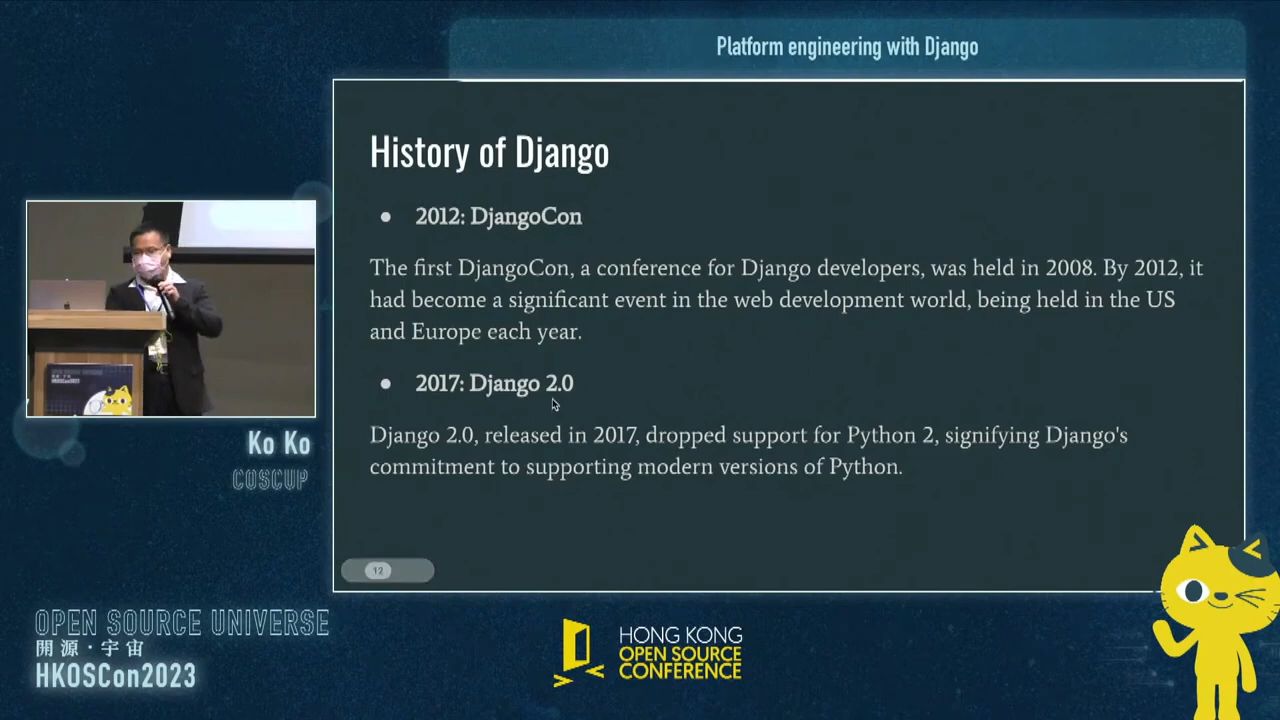 Platform engineering with Django
History of Django
● 2012: DjangoCon
The first DjangoCon, a conference for Django developers, was held in 2008. By 2012, it
had become a significant event in the web development world, being held in the US
and Europe each year.
● 2017: Django 2.0
Django 2.0, released in 2017, dropped support for Python 2, signifying Django's
commitment to supporting modern versions of Python.
12
Ko Ko
COSCUP
OPEN SOURCE UNIVERSE
開源·宇宙
HKOSCon2023
HONG KONG
OPEN SOURCE
CONFERENCE